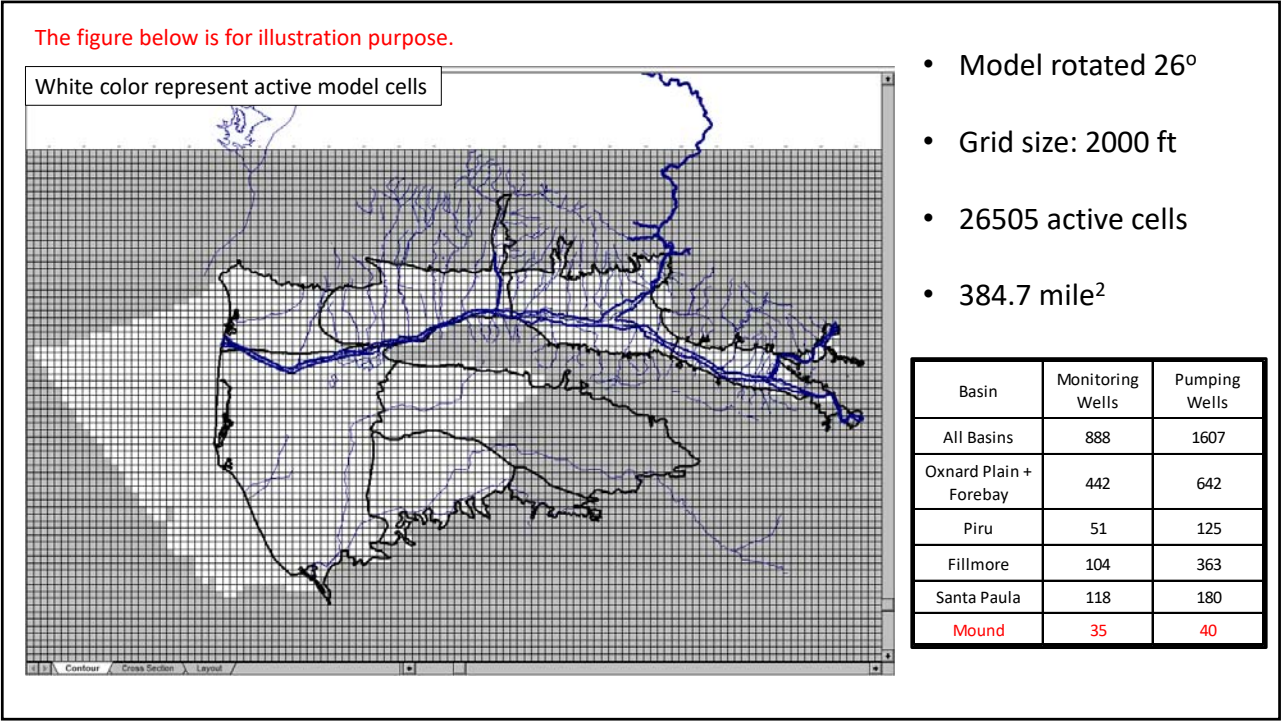 The figure below is for illustration purpose.
White color represent active model cells
• Model rotated 26º
• Grid size: 2000 ft
• 26505 active cells
• 384.7 mile²
Basin Monitoring Wells Pumping Wells
All Basins 888 1607
Oxnard Plain + Forebay 442 642
Piru 51 125
Fillmore 104 363
Santa Paula 118 180
Mound 35 40
Contour Cross Section Layout